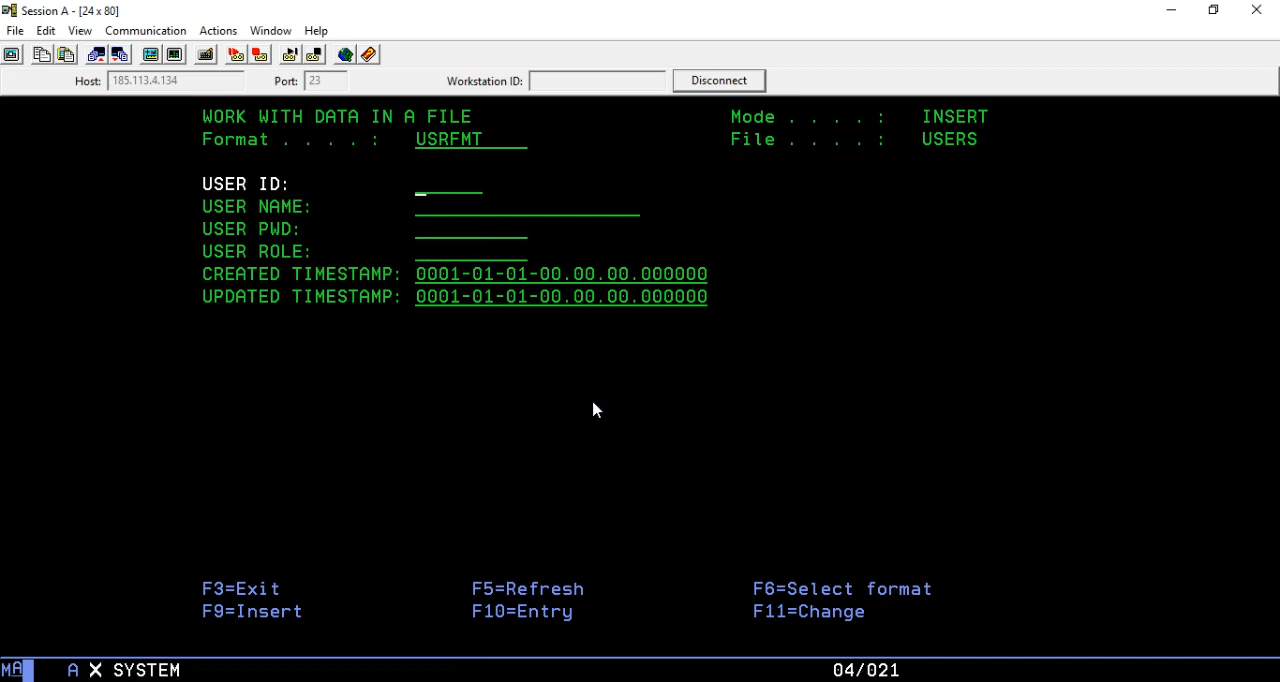 Session A - [24 x 80]
File Edit View Communication Actions Window Help
Host: 185.113.4.134 Port: 23 Workstation ID: Disconnect
WORK WITH DATA IN A FILE Mode . . . . : INSERT
Format . . . . : USRFMT File . . . . : USERS
USER ID:
USER NAME:
USER PWD:
USER ROLE:
CREATED TIMESTAMP: 0001-01-01-00.00.00.000000
UPDATED TIMESTAMP: 0001-01-01-00.00.00.000000
F3=Exit F5=Refresh F6=Select format
F9=Insert F10=Entry F11=Change
MA A X SYSTEM 04/021